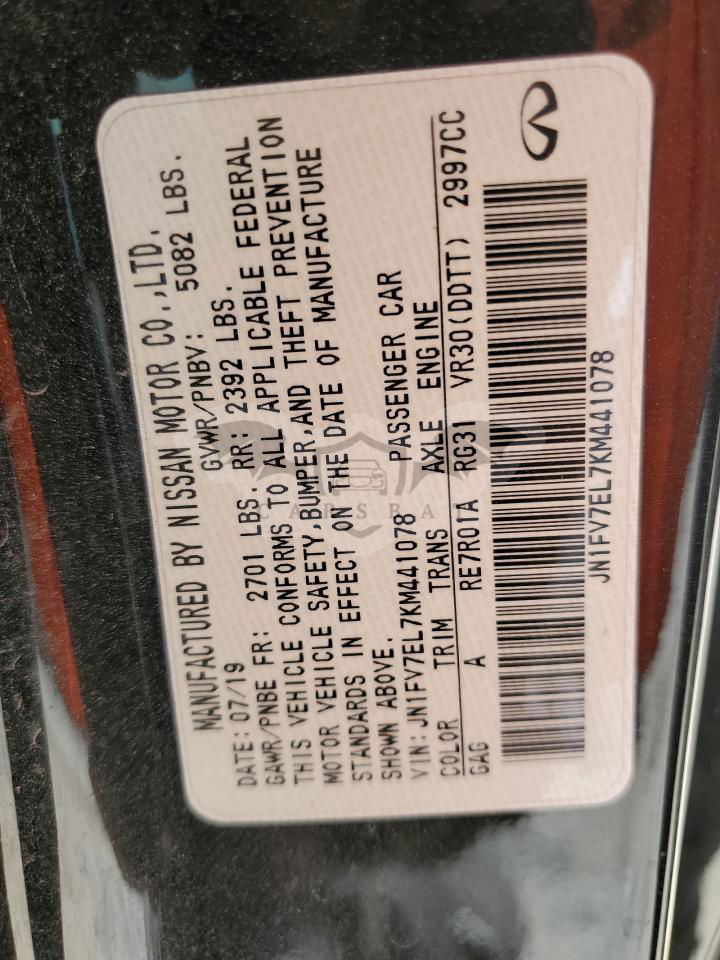 MANUFACTURED BY NISSAN MOTOR CO.,LTD.
DATE: 07/19 GVWR/PNBV: 5082 LBS.
GAWR/PNBE FR: 2701 LBS. RR: 2392 LBS.
THIS VEHICLE CONFORMS TO ALL APPLICABLE FEDERAL
MOTOR VEHICLE SAFETY,BUMPER,AND THEFT PREVENTION
STANDARDS IN EFFECT ON THE DATE OF MANUFACTURE
SHOWN ABOVE.
VIN: JN1FV7EL7KM441078 PASSENGER CAR
COLOR TRIM TRANS AXLE ENGINE
GAG A RE7R01A RG31 VR30(DDTT) 2997CC
JN1FV7EL7KM441078